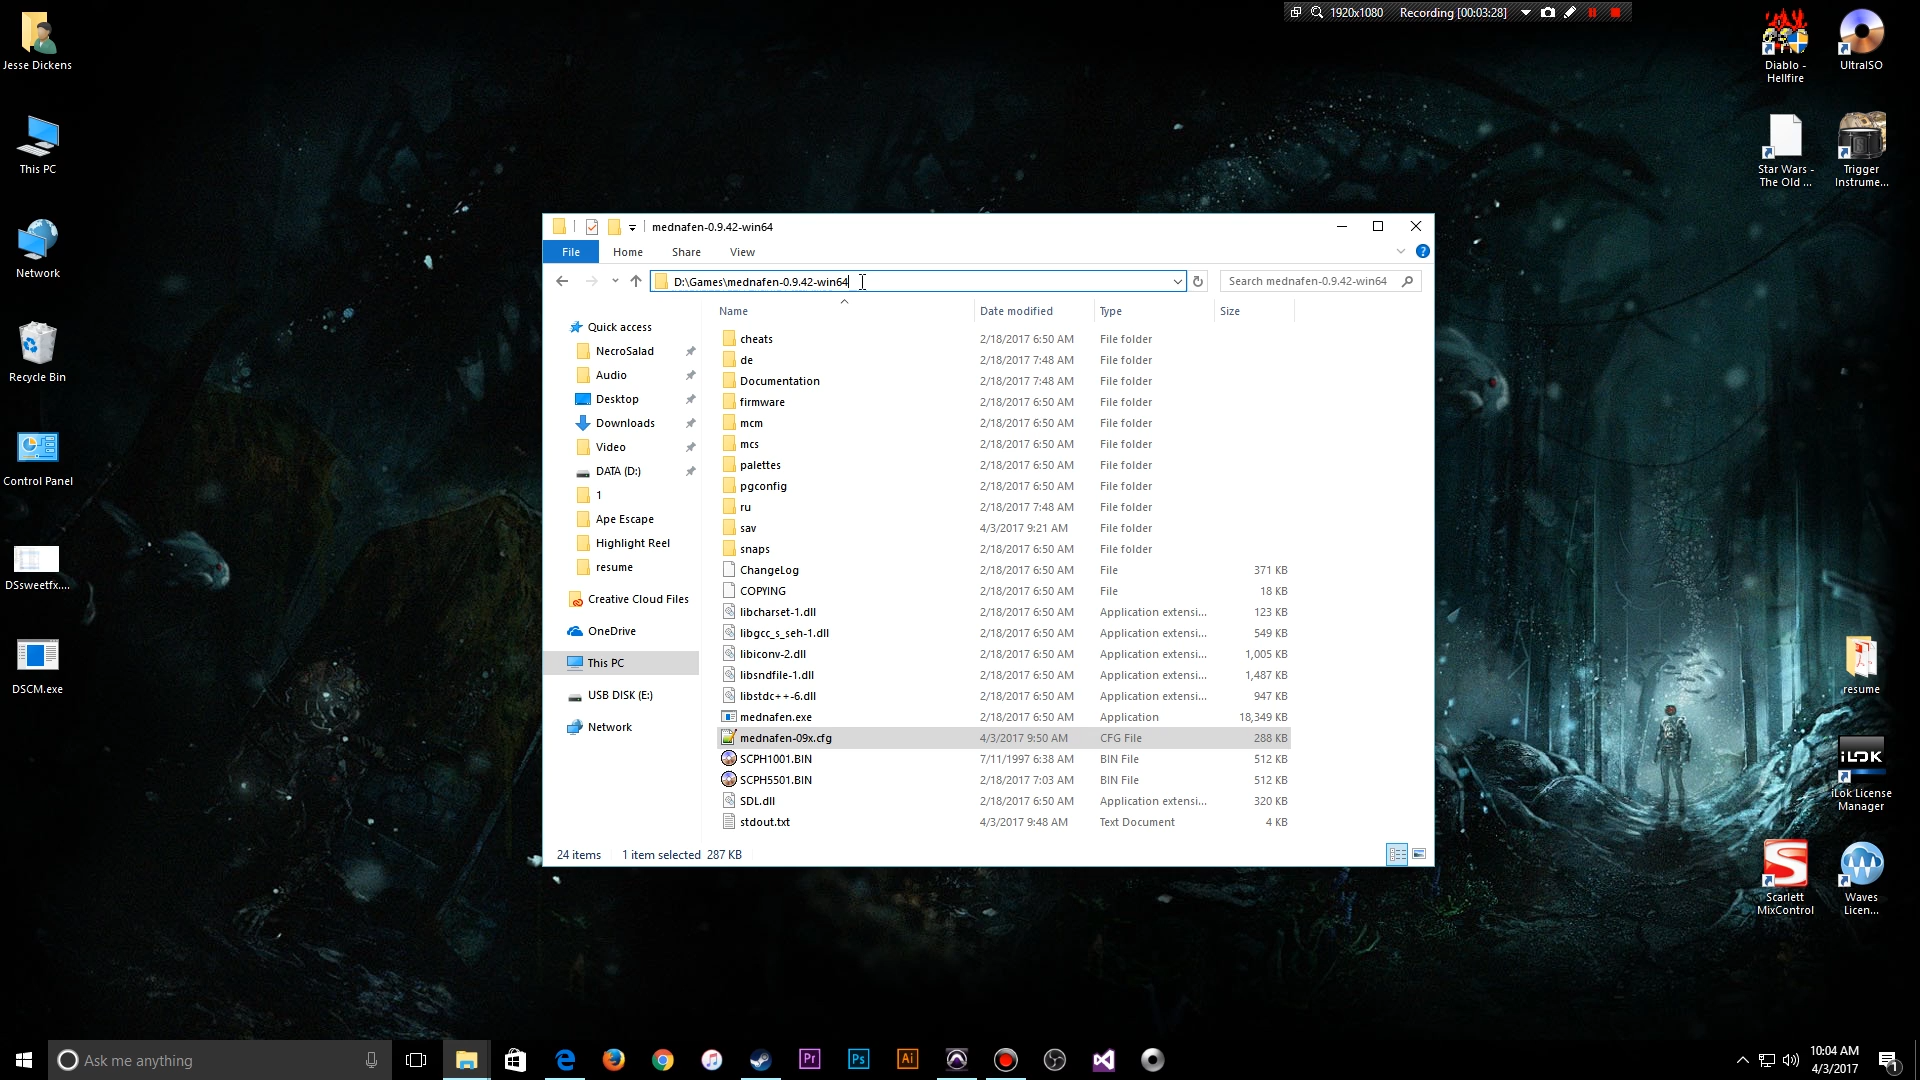 1920x1080 Recording [00:03:28]
Jesse Dickens
This PC
Network
Recycle Bin
Control Panel
DSsweetfx....
DSCM.exe
Diablo -
Hellfire
UltraISO
Star Wars -
The Old ...
Trigger
Instrume...
resume
iLOK
iLok License
Manager
Scarlett
MixControl
Waves
Licen...
mednafen-0.9.42-win64
File Home Share View
D:\Games\mednafen-0.9.42-win64
Search mednafen-0.9.42-win64
Quick access
NecroSalad
Audio
Desktop
Downloads
Video
DATA (D:)
1
Ape Escape
Highlight Reel
resume
Creative Cloud Files
OneDrive
This PC
USB DISK (E:)
Network
Name Date modified Type Size
cheats 2/18/2017 6:50 AM File folder
de 2/18/2017 7:48 AM File folder
Documentation 2/18/2017 7:48 AM File folder
firmware 2/18/2017 6:50 AM File folder
mcm 2/18/2017 6:50 AM File folder
mcs 2/18/2017 6:50 AM File folder
palettes 2/18/2017 6:50 AM File folder
pgconfig 2/18/2017 6:50 AM File folder
ru 2/18/2017 7:48 AM File folder
sav 4/3/2017 9:21 AM File folder
snaps 2/18/2017 6:50 AM File folder
ChangeLog 2/18/2017 6:50 AM File 371 KB
COPYING 2/18/2017 6:50 AM File 18 KB
libcharset-1.dll 2/18/2017 6:50 AM Application extensi... 123 KB
libgcc_s_seh-1.dll 2/18/2017 6:50 AM Application extensi... 549 KB
libiconv-2.dll 2/18/2017 6:50 AM Application extensi... 1,005 KB
libsndfile-1.dll 2/18/2017 6:50 AM Application extensi... 1,487 KB
libstdc++-6.dll 2/18/2017 6:50 AM Application extensi... 947 KB
mednafen.exe 2/18/2017 6:50 AM Application 18,349 KB
mednafen-09x.cfg 4/3/2017 9:50 AM CFG File 288 KB
SCPH1001.BIN 7/11/1997 6:38 AM BIN File 512 KB
SCPH5501.BIN 2/18/2017 7:03 AM BIN File 512 KB
SDL.dll 2/18/2017 6:50 AM Application extensi... 320 KB
stdout.txt 4/3/2017 9:48 AM Text Document 4 KB
24 items 1 item selected 287 KB
Ask me anything
Pr
Ps
Ai
10:04 AM
4/3/2017
1